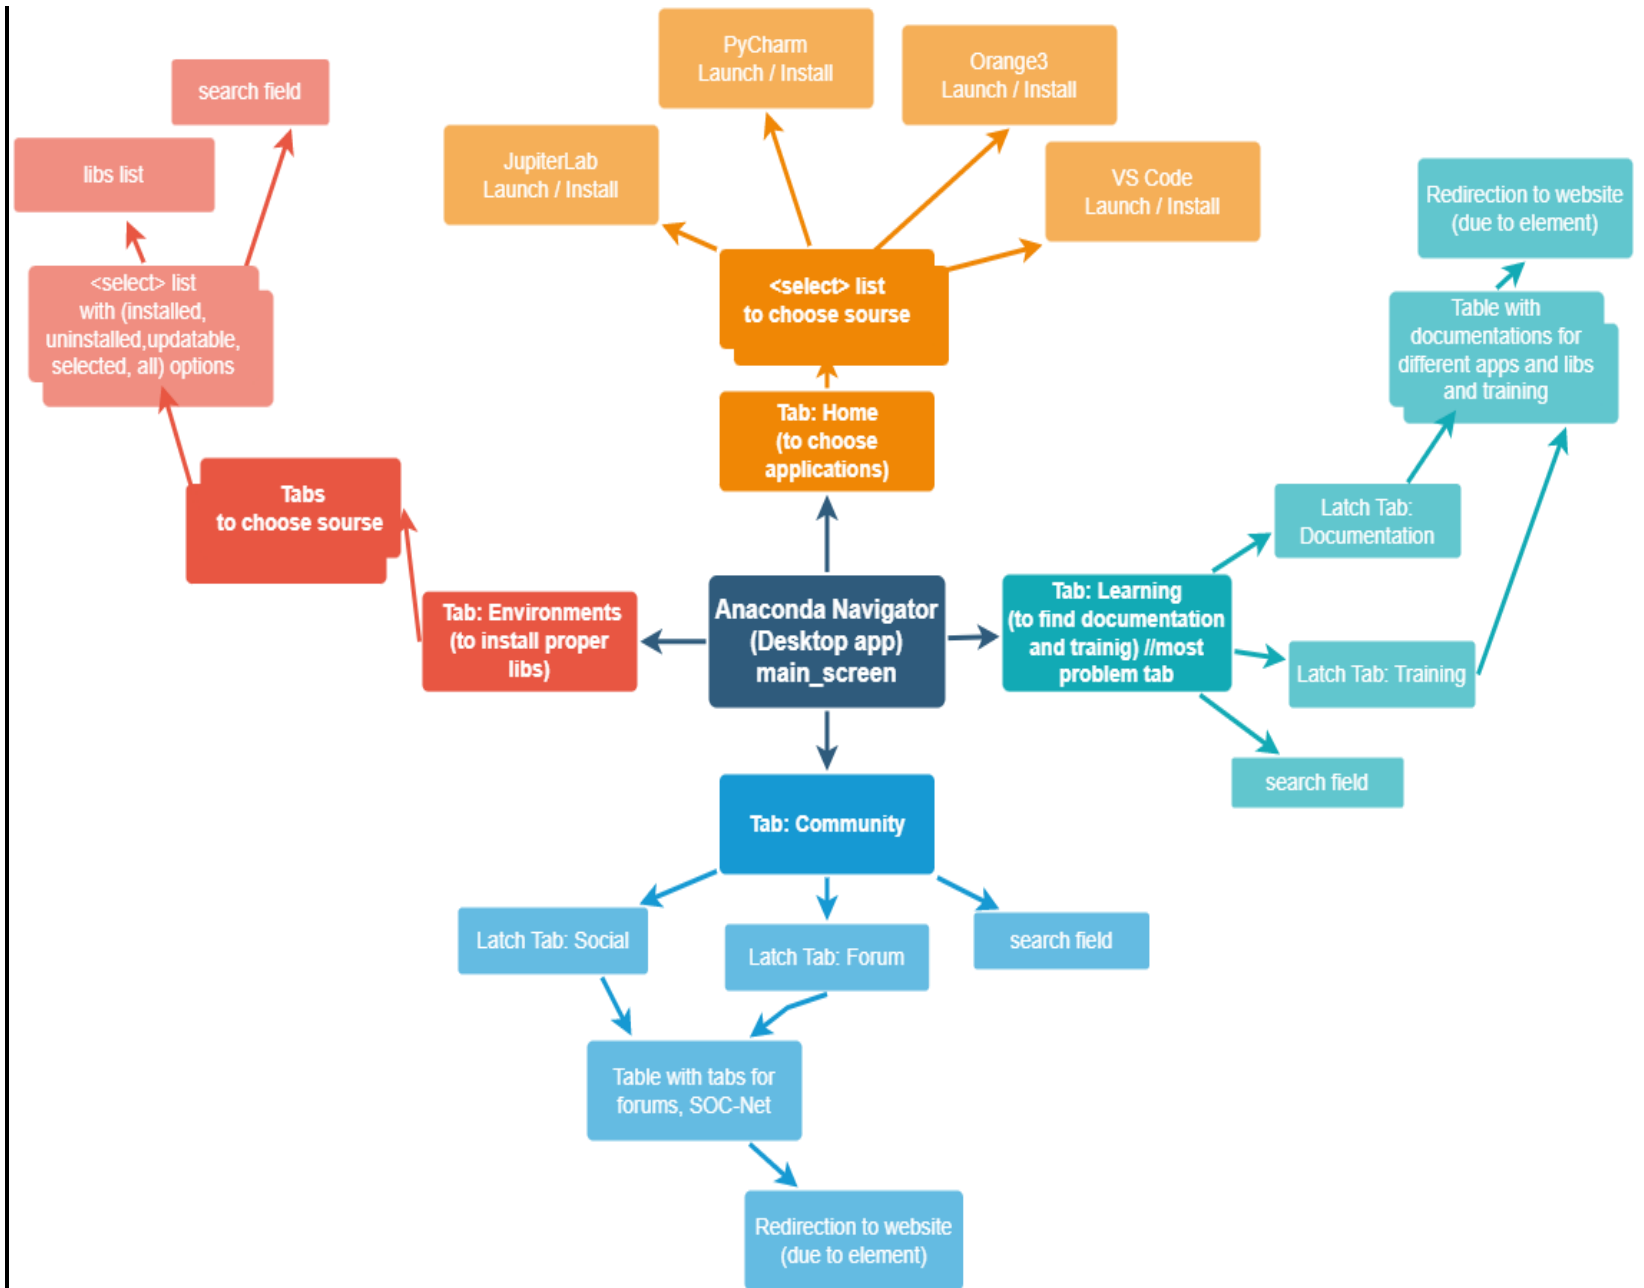 PyCharm
Launch / Install
Orange3
Launch / Install
search field
JupiterLab
Launch / Install
VS Code
Launch / Install
libs list
Redirection to website
(due to element)
<select> list
with (installed,
uninstalled,updatable,
selected, all) options
<select> list
to choose sourse
Table with
documentations for
different apps and libs
and training
Tab: Home
(to choose
applications)
Tabs
to choose sourse
Latch Tab:
Documentation
Tab: Environments
(to install proper
libs)
Anaconda Navigator
(Desktop app)
main_screen
Tab: Learning
(to find documentation
and trainig) //most
problem tab
Latch Tab: Training
search field
Tab: Community
Latch Tab: Social
Latch Tab: Forum
search field
Table with tabs for
forums, SOC-Net
Redirection to website
(due to element)